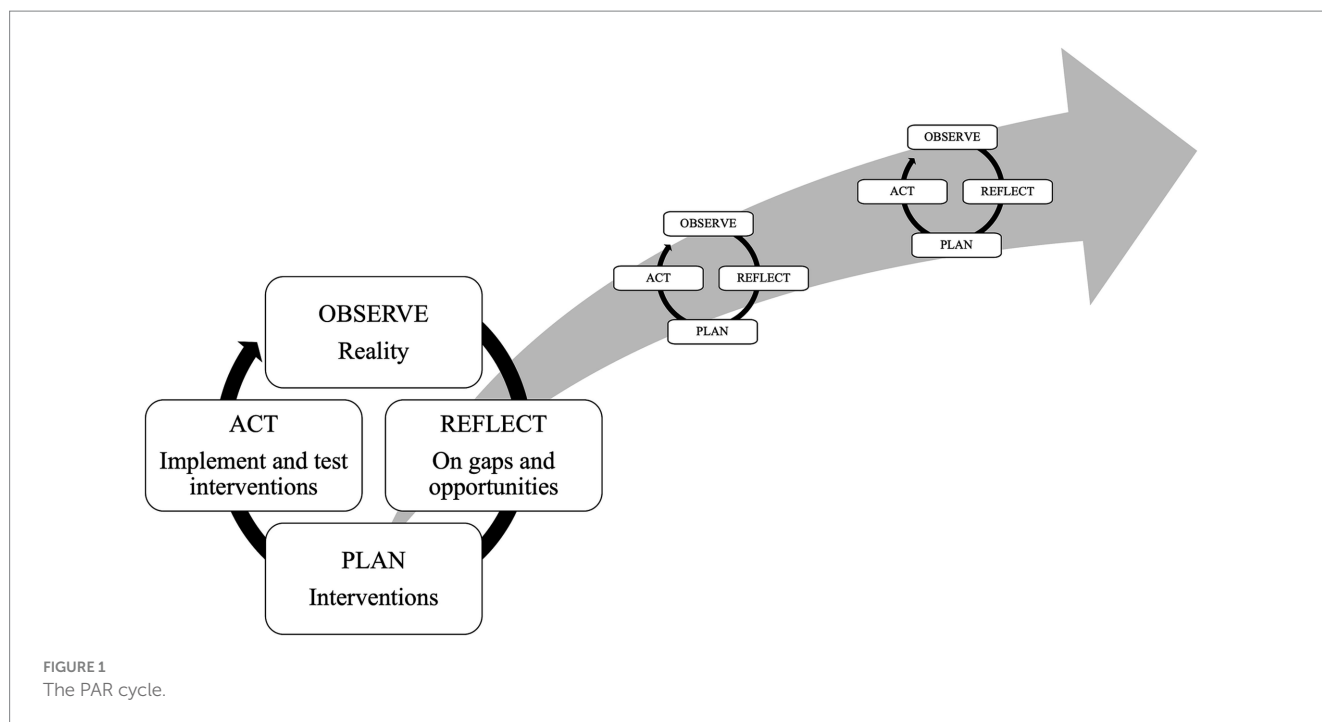 OBSERVE
Reality
REFLECT
On gaps and
opportunities
PLAN
Interventions
ACT
Implement and test
interventions
OBSERVE
REFLECT
PLAN
ACT
OBSERVE
REFLECT
PLAN
ACT
FIGURE 1
The PAR cycle.